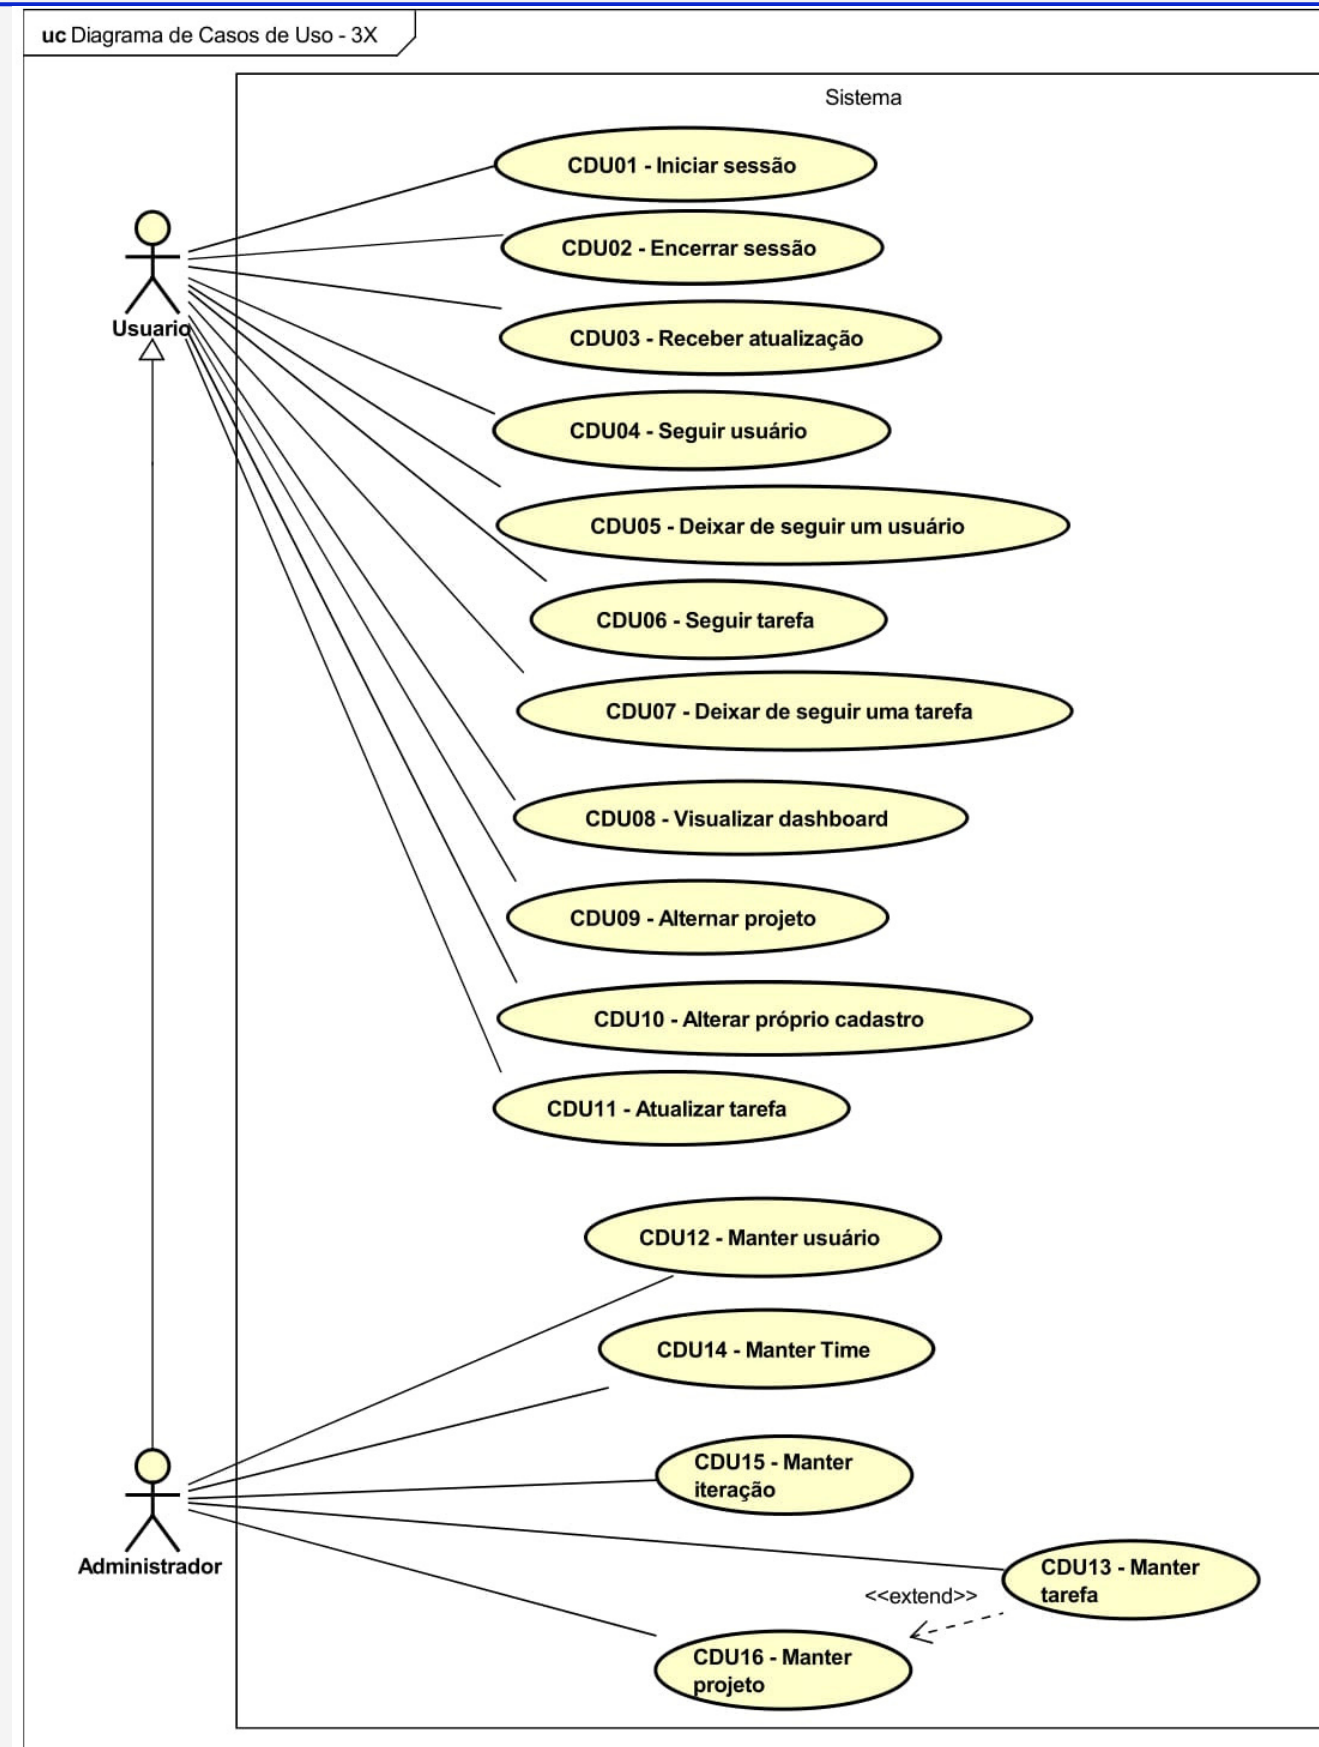 uc Diagrama de Casos de Uso - 3X
Sistema
CDU01 - Iniciar sessão
CDU02 - Encerrar sessão
Usuario
CDU03 - Receber atualização
CDU04 - Seguir usuário
CDU05 - Deixar de seguir um usuário
CDU06 - Seguir tarefa
CDU07 - Deixar de seguir uma tarefa
CDU08 - Visualizar dashboard
CDU09 - Alternar projeto
CDU10 - Alterar próprio cadastro
CDU11 - Atualizar tarefa
CDU12 - Manter usuário
CDU14 - Manter Time
CDU15 - Manter
iteração
Administrador
CDU13 - Manter
tarefa
<<extend>>
CDU16 - Manter
projeto